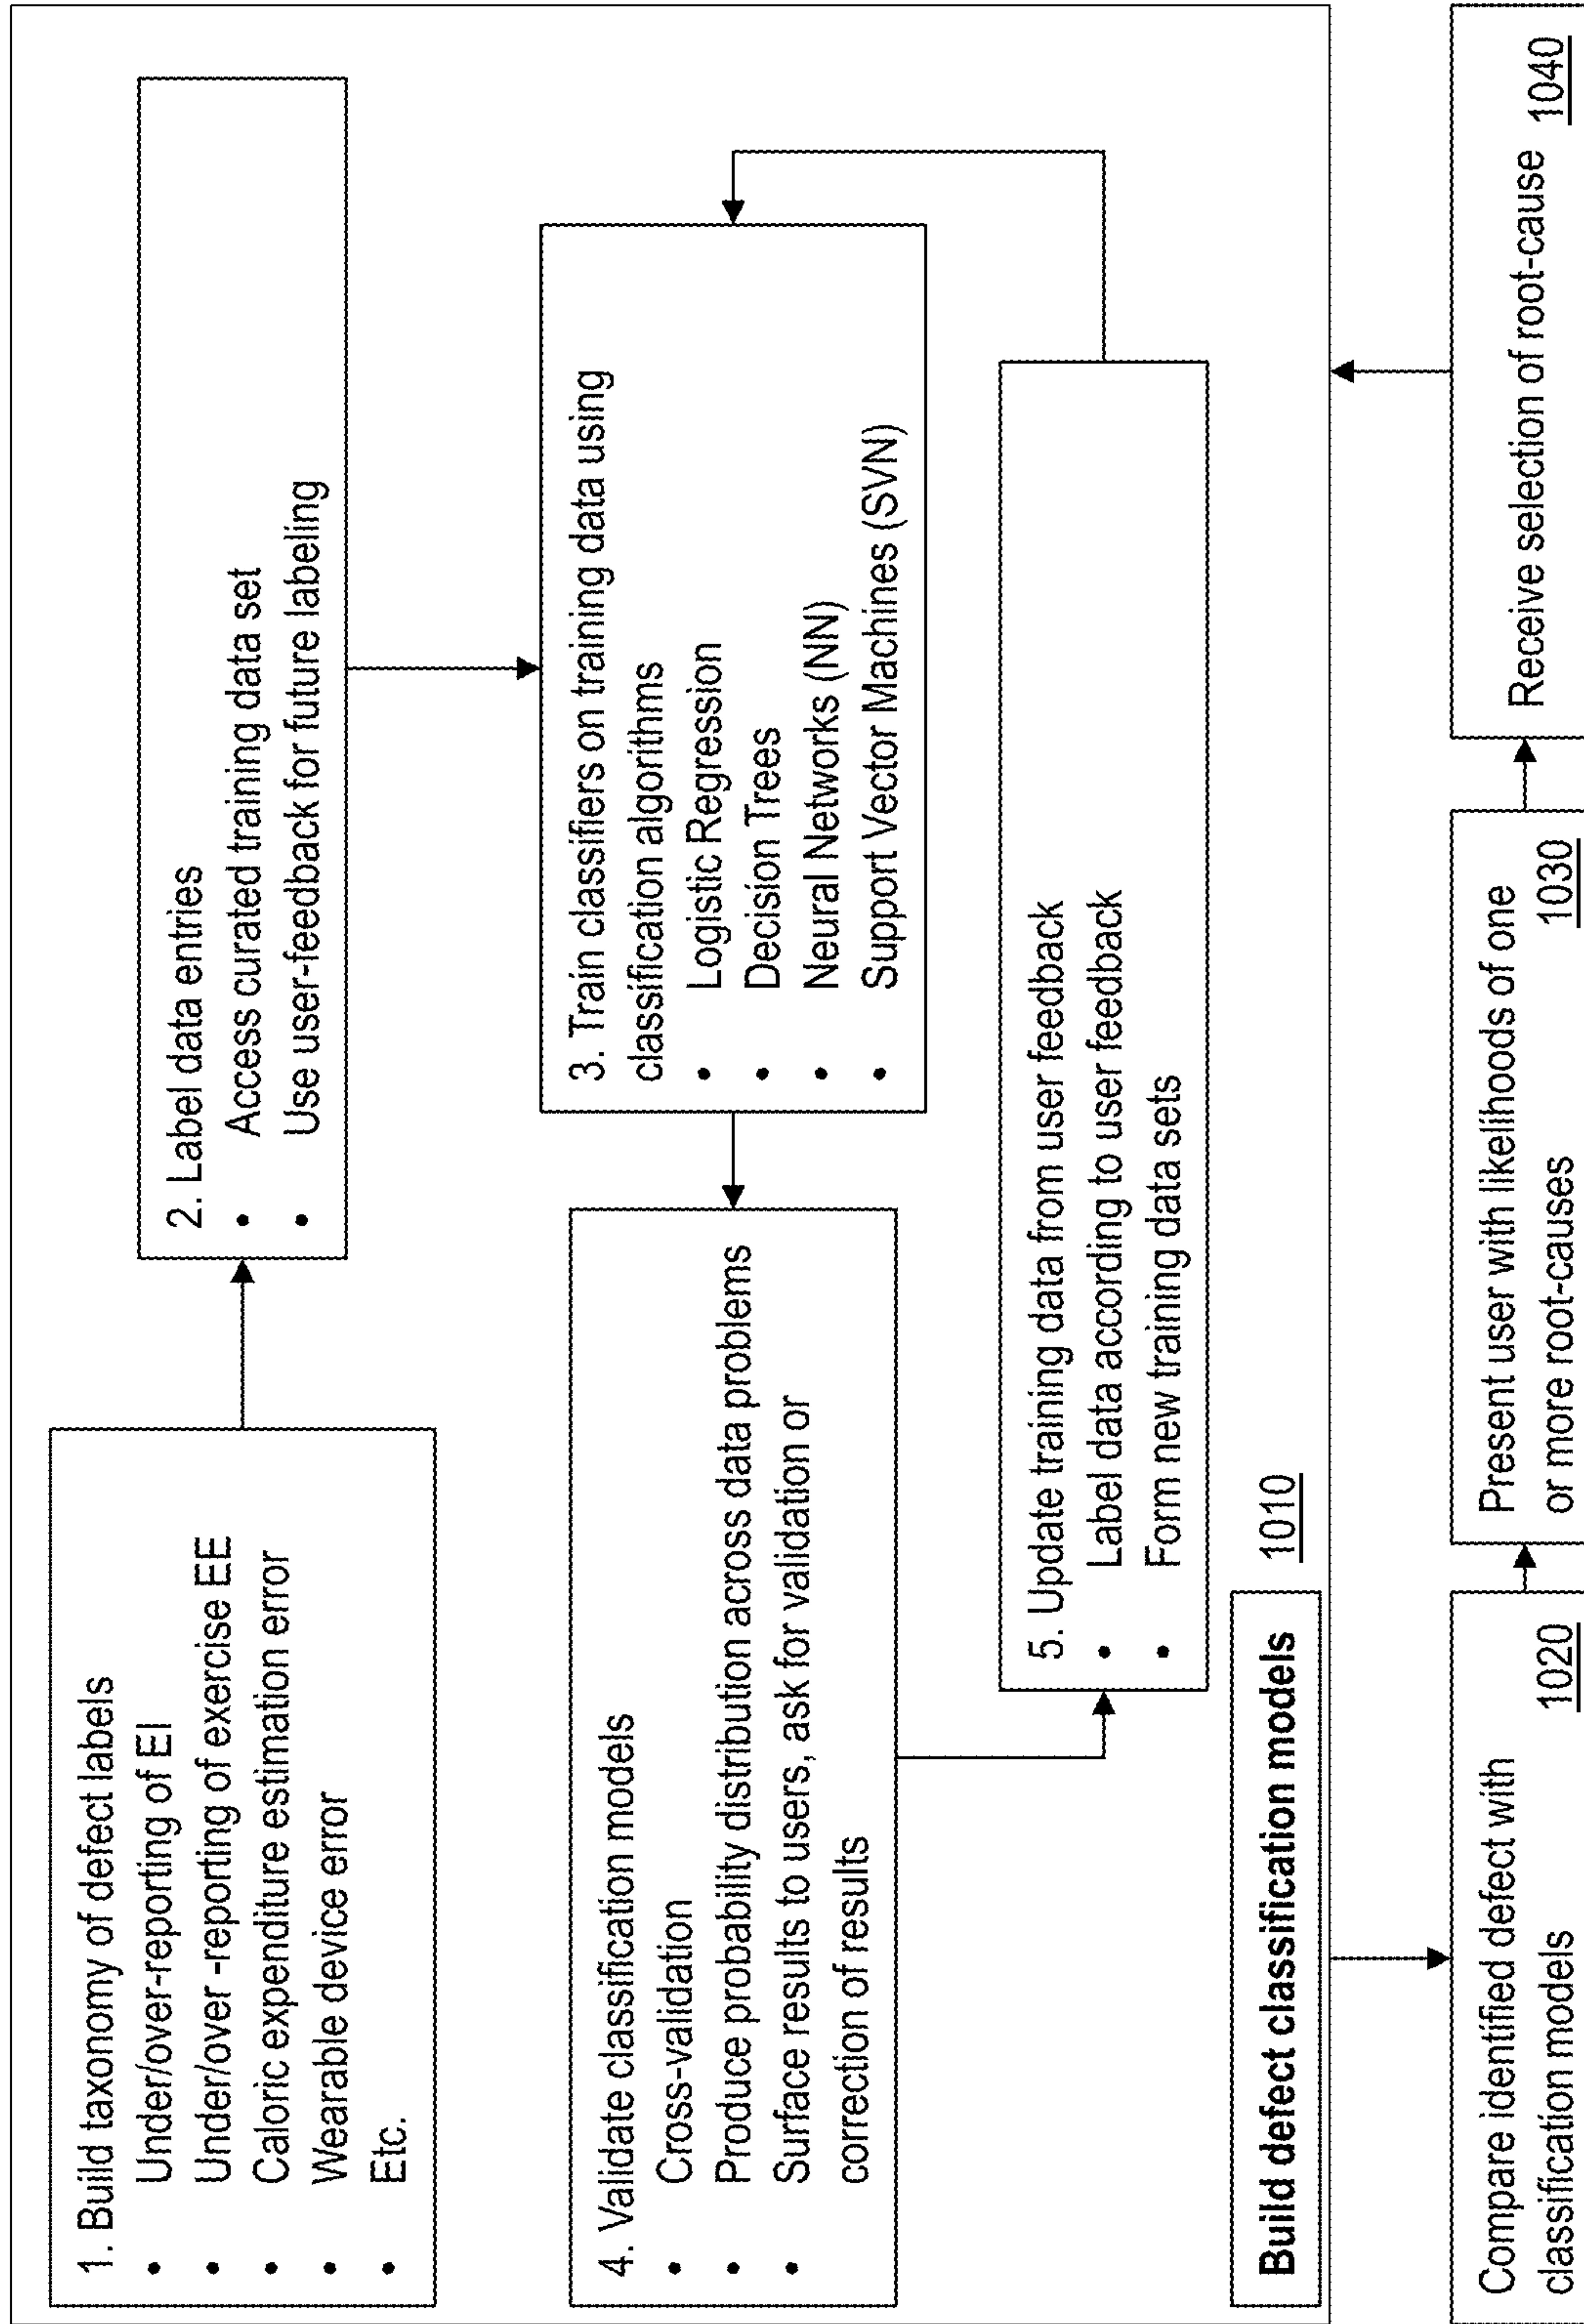 1. Build taxonomy of defect labels
• Under/over-reporting of EI
• Under/over -reporting of exercise EE
• Caloric expenditure estimation error
• Wearable device error
• Etc.
2. Label data entries
• Access curated training data set
• Use user-feedback for future labeling
3. Train classifiers on training data using
classification algorithms
• Logistic Regression
• Decision Trees
• Neural Networks (NN)
• Support Vector Machines (SVN)
4. Validate classification models
• Cross-validation
• Produce probability distribution across data problems
• Surface results to users, ask for validation or
correction of results
5. Update training data from user feedback
• Label data according to user feedback
• Form new training data sets
Build defect classification models 1010
Compare identified defect with
classification models 1020
Present user with likelihoods of one
or more root-causes 1030
Receive selection of root-cause 1040